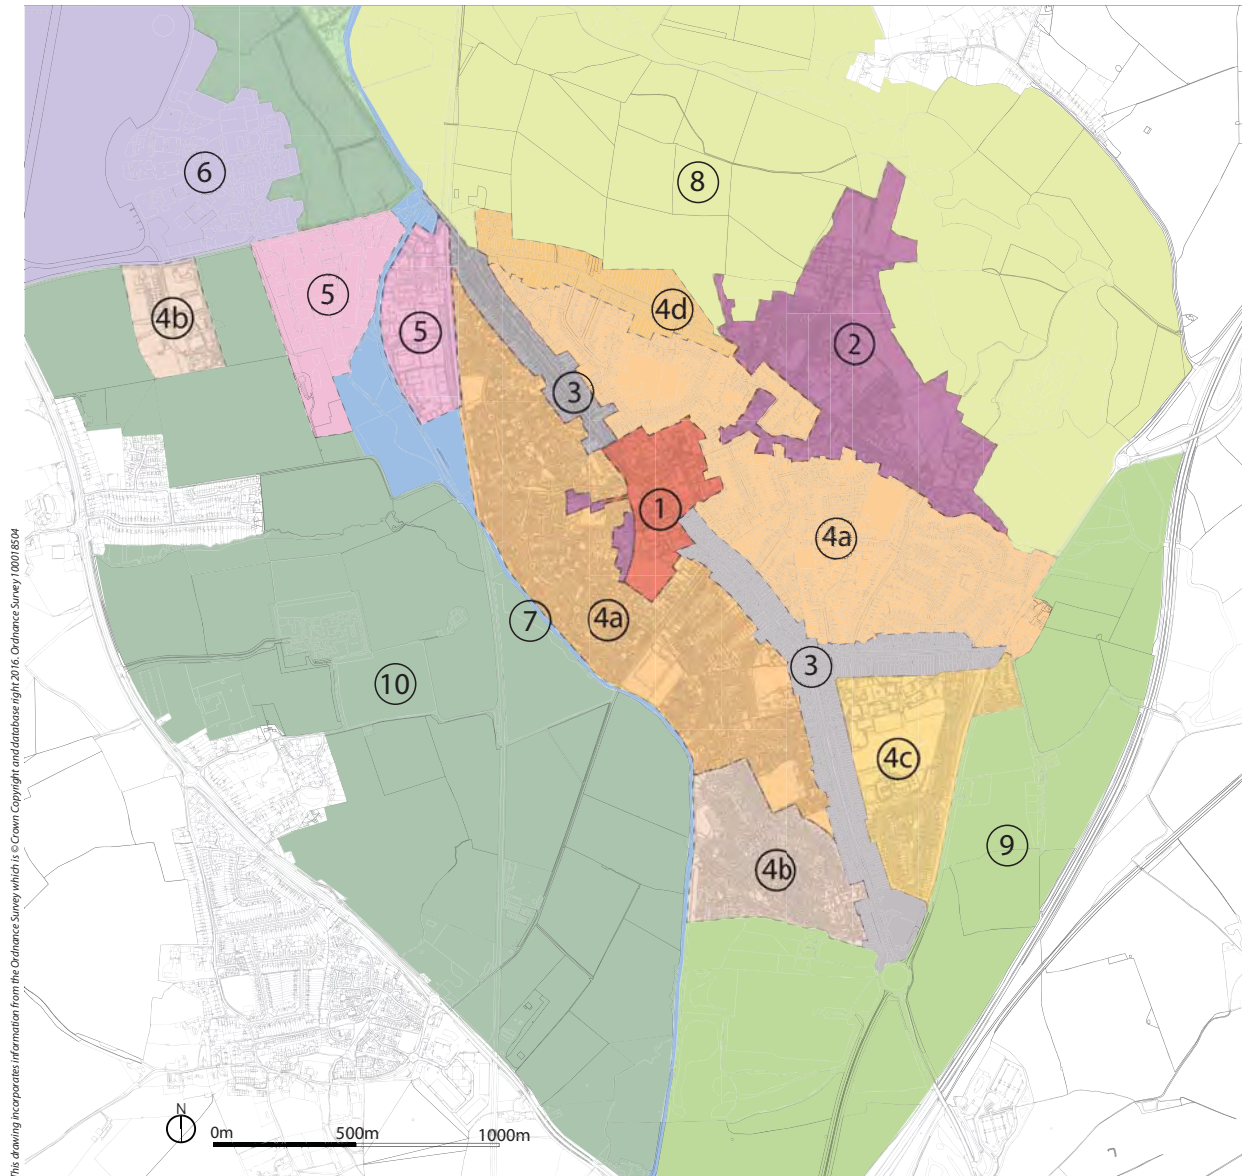 6
8
4b
5
5
4d
2
3
1
4a
7
4a
3
10
4c
4b
9
N
0m 500m 1000m
This drawing incorporates information from the Ordnance Survey which is © Crown Copyright and database right 2016. Ordnance Survey 100018504